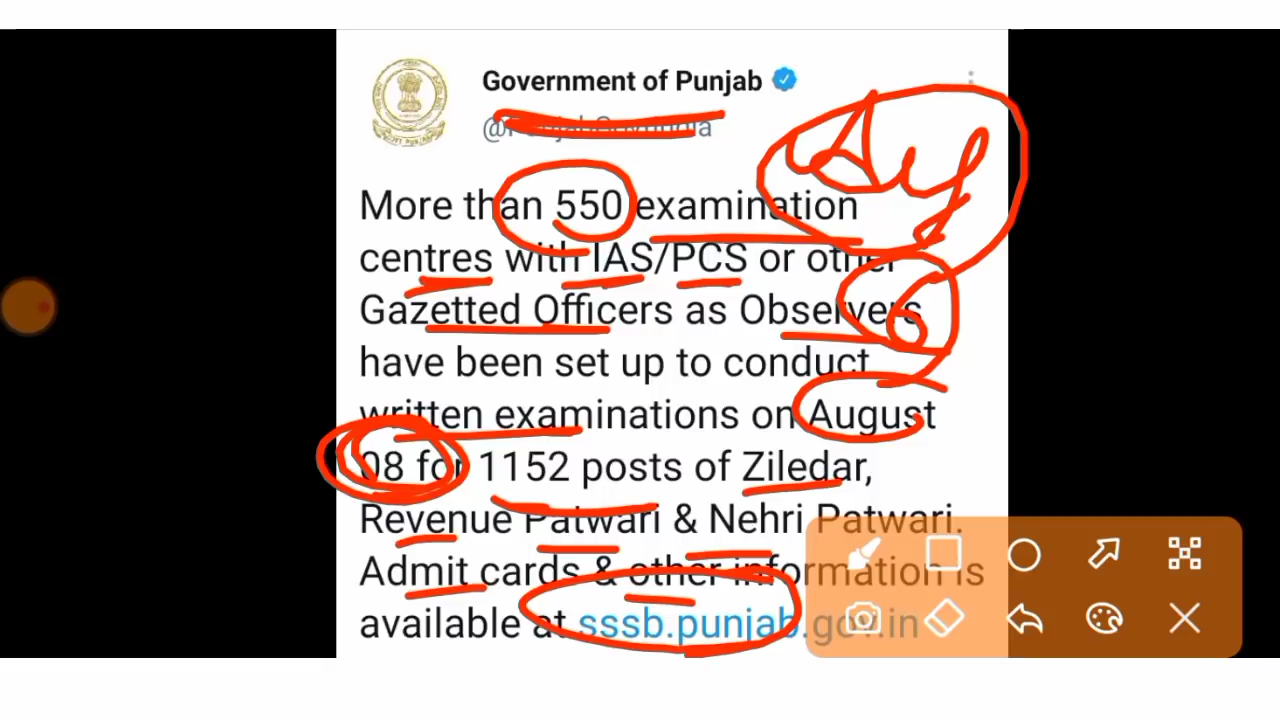 Government of Punjab
@PunjabGovtIndia
More than 550 examination
centres with IAS/PCS or other
Gazetted Officers as Observers
have been set up to conduct
written examinations on August
08 for 1152 posts of Ziledar,
Revenue Patwari & Nehri Patwari.
Admit cards & other information is
available at sssb.punjab.gov.in